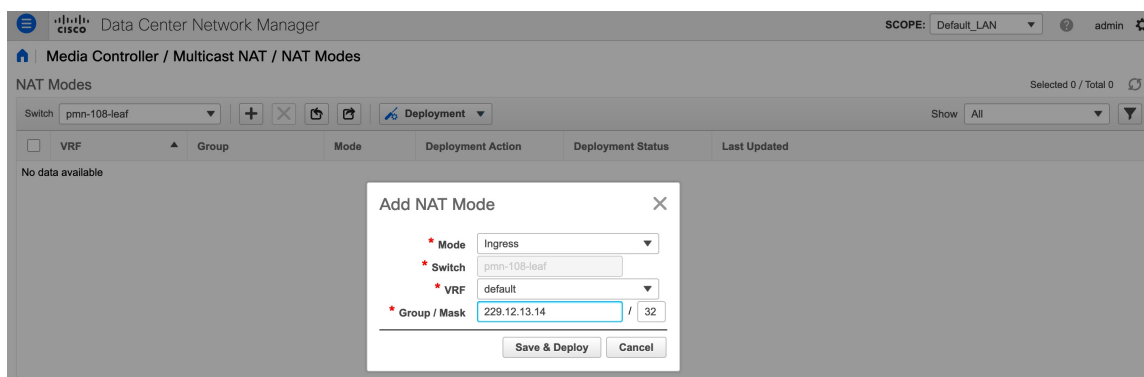 cisco Data Center Network Manager SCOPE: Default_LAN ? admin
Media Controller / Multicast NAT / NAT Modes
NAT Modes Selected 0 / Total 0
Switch pmn-108-leaf Deployment Show All
VRF Group Mode Deployment Action Deployment Status Last Updated
No data available
Add NAT Mode
* Mode Ingress
* Switch pmn-108-leaf
* VRF default
* Group / Mask 229.12.13.14 / 32
Save & Deploy Cancel